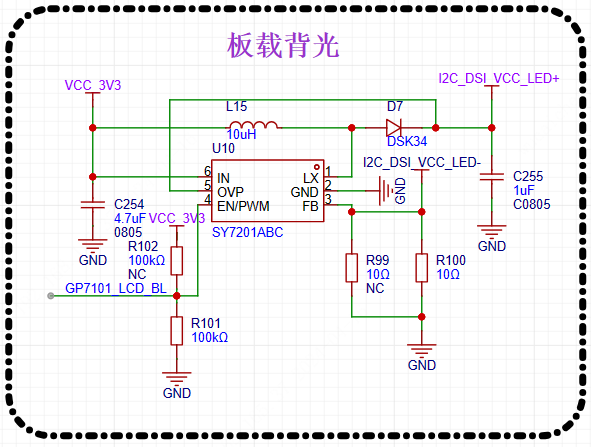 板载背光
VCC_3V3
I2C_DSI_VCC_LED+
L15
10uH
D7
DSK34
U10
I2C_DSI_VCC_LED-
6 IN
5 OVP
4 EN/PWM
LX 1
GND 2
FB 3
GND
SY7201ABC
C254
4.7uF
0805
GND
VCC_3V3
C255
1uF
C0805
GND
R102
100kΩ
NC
R99
10Ω
NC
R100
10Ω
GP7101_LCD_BL
R101
100kΩ
GND
GND